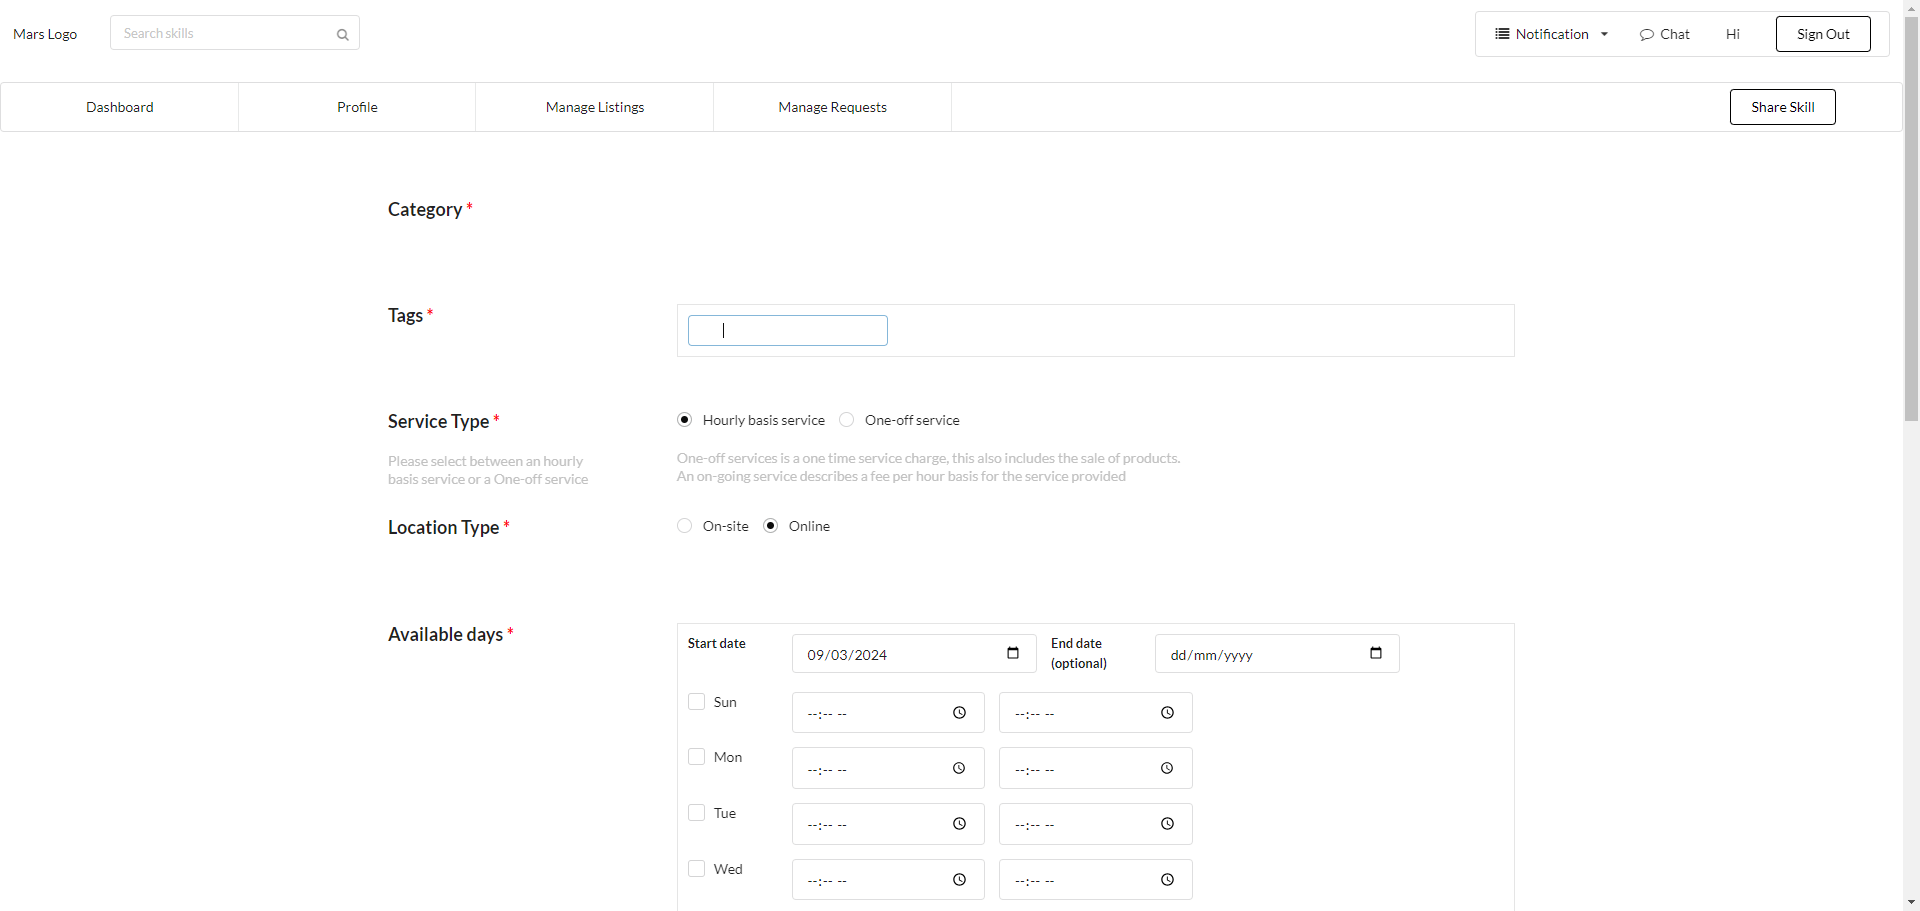 Mars Logo
Search skills
Notification
Chat
Hi
Sign Out
Dashboard
Profile
Manage Listings
Manage Requests
Share Skill
Category *
Tags *
Service Type *
Hourly basis service
One-off service
Please select between an hourly
basis service or a One-off service
One-off services is a one time service charge, this also includes the sale of products.
An on-going service describes a fee per hour basis for the service provided
Location Type *
On-site
Online
Available days *
Start date
09/03/2024
End date
(optional)
dd/mm/yyyy
Sun
--:-- --
--:-- --
Mon
--:-- --
--:-- --
Tue
--:-- --
--:-- --
Wed
--:-- --
--:-- --